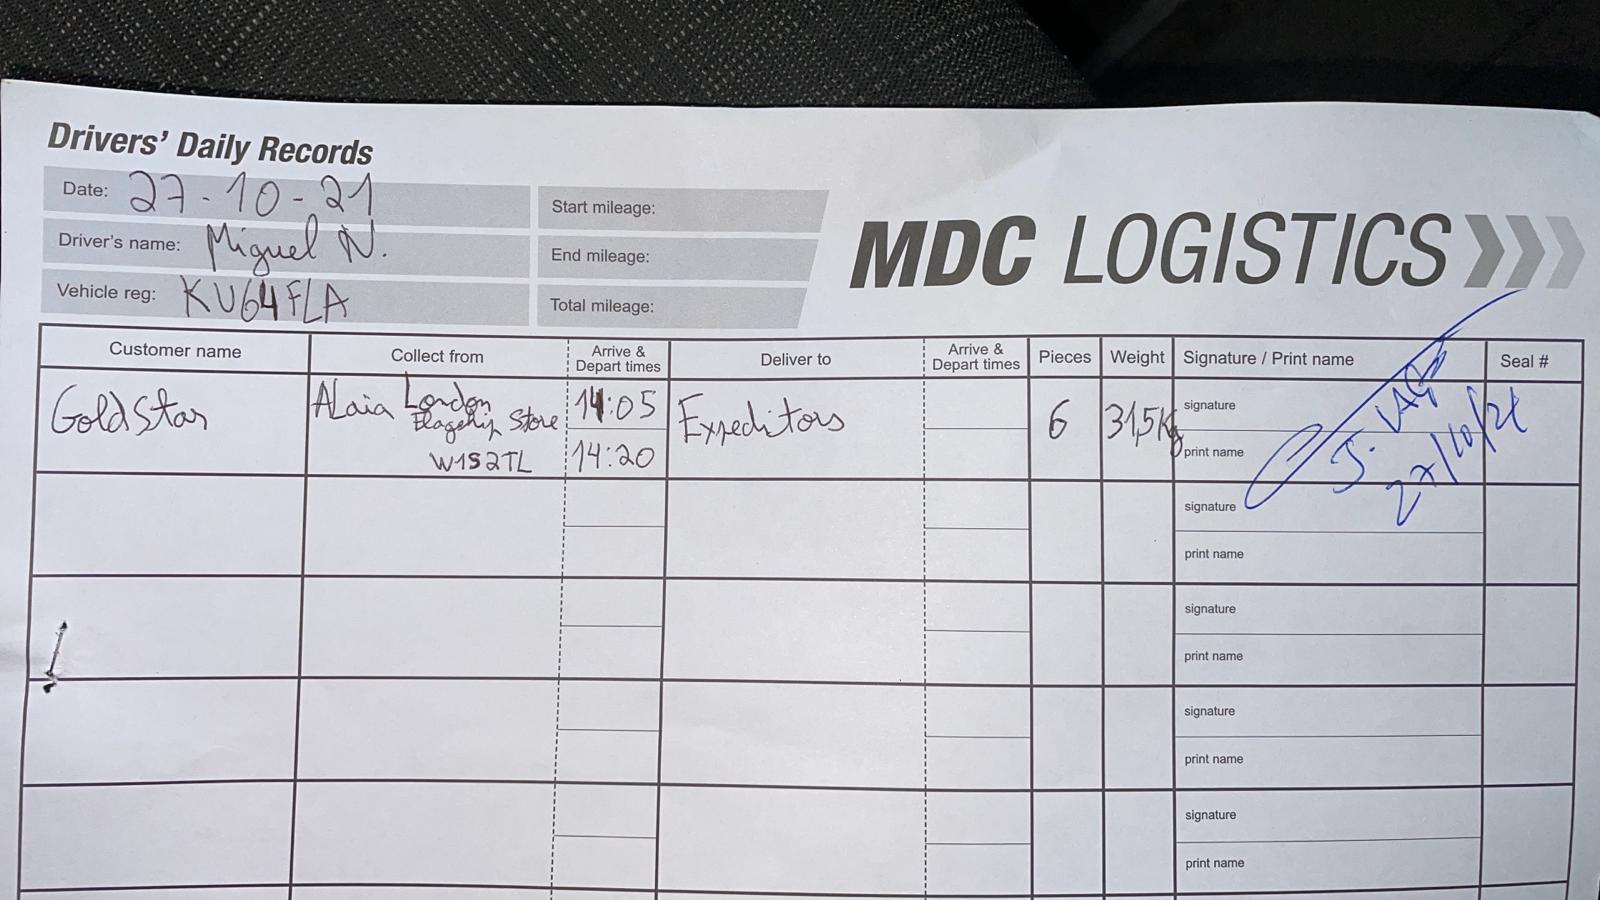 Drivers' Daily Records
Date: 27-10-21
Driver's name: Miguel N.
Vehicle reg: KU64FLA
Start mileage:
End mileage:
Total mileage:
MDC LOGISTICS
Customer name Collect from Arrive & Depart times Deliver to Arrive & Depart times Pieces Weight Signature / Print name Seal #
GoldStar ALaia London Flagship Store W1S2TL 14:05 14:20 Expeditors 6 31,5Kg
signature
print name J. 27/10/21
signature
print name
signature
print name
signature
print name
signature
print name